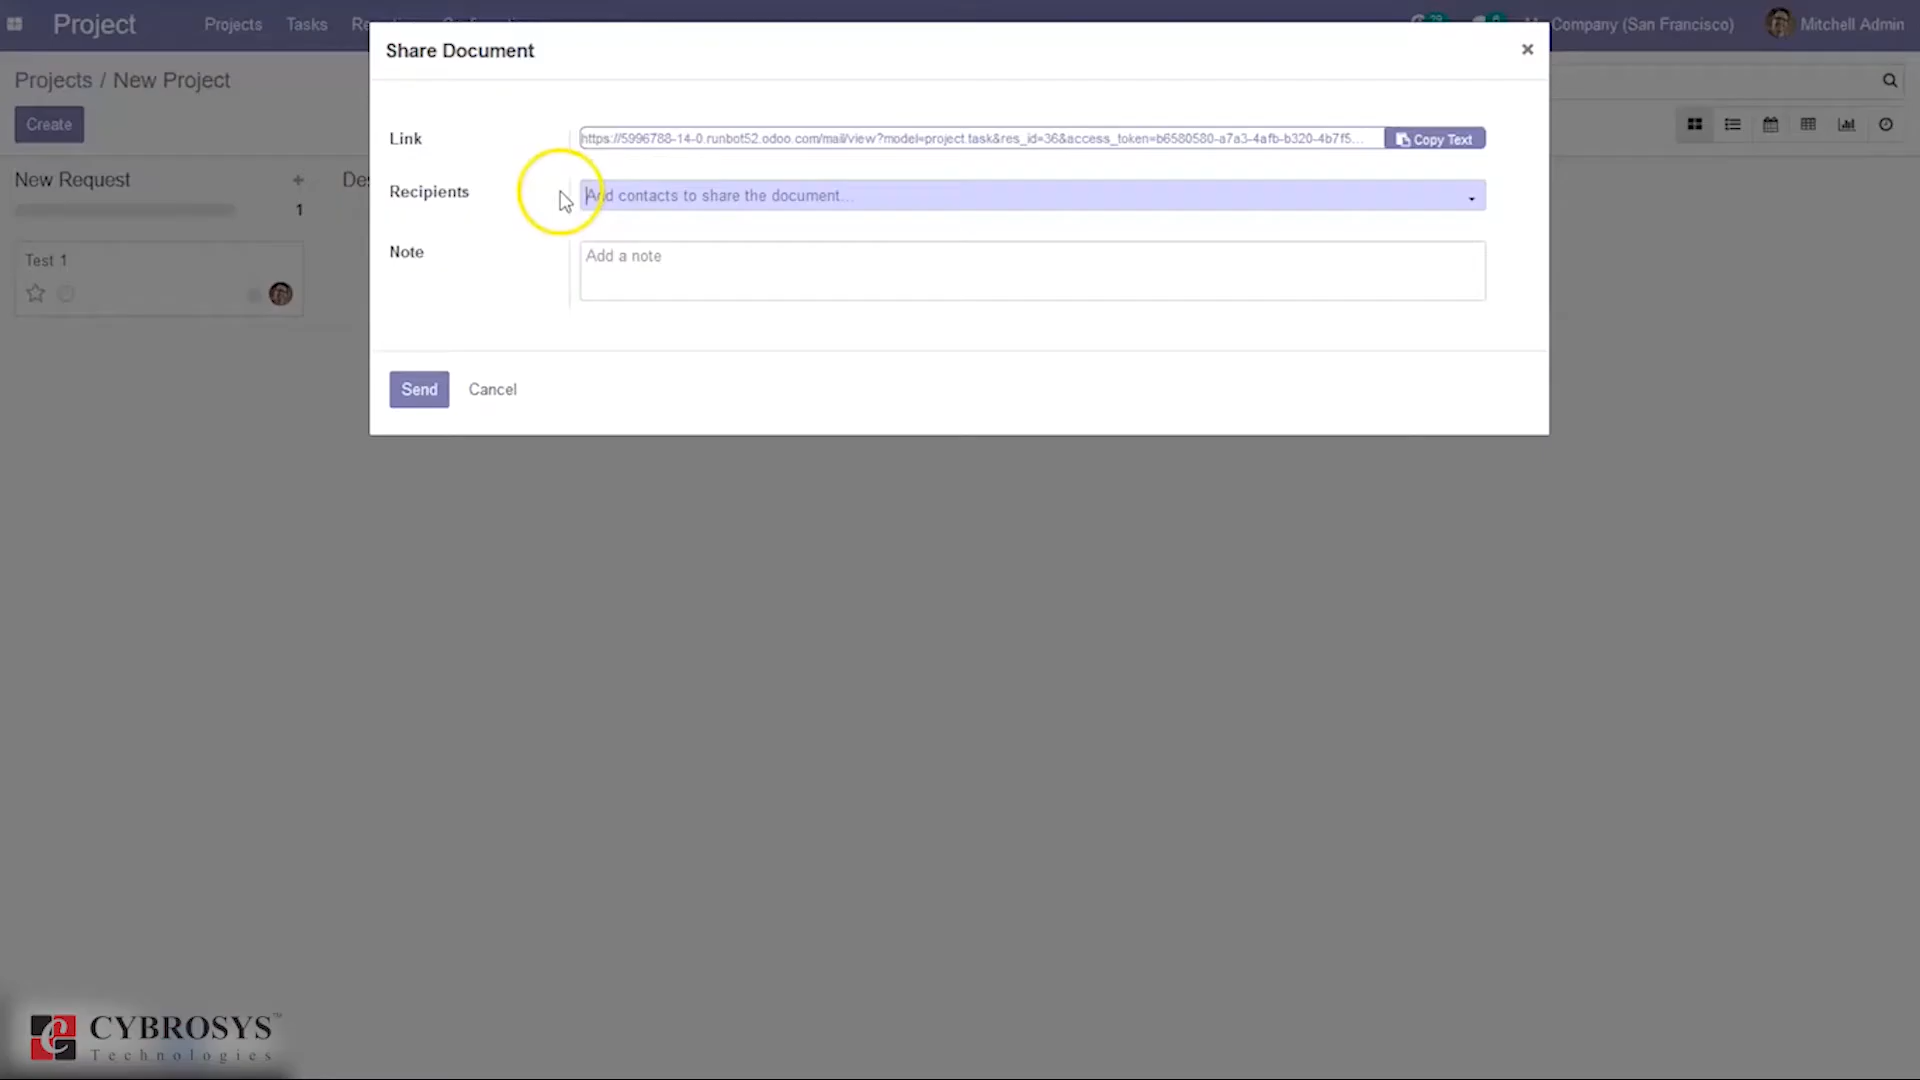 Project
Projects
Tasks
Company (San Francisco)
Mitchell Admin
Share Document
×
Projects / New Project
Create
Link
https://5996788-14-0.runbot52.odoo.com/mail/view?model=project.task&res_id=36&access_token=b6580580-a7a3-4afb-b320-4b7f5...
Copy Text
New Request
+
1
Recipients
Add contacts to share the document...
Note
Add a note
Test 1
Send
Cancel
CYBROSYS™
Technologies